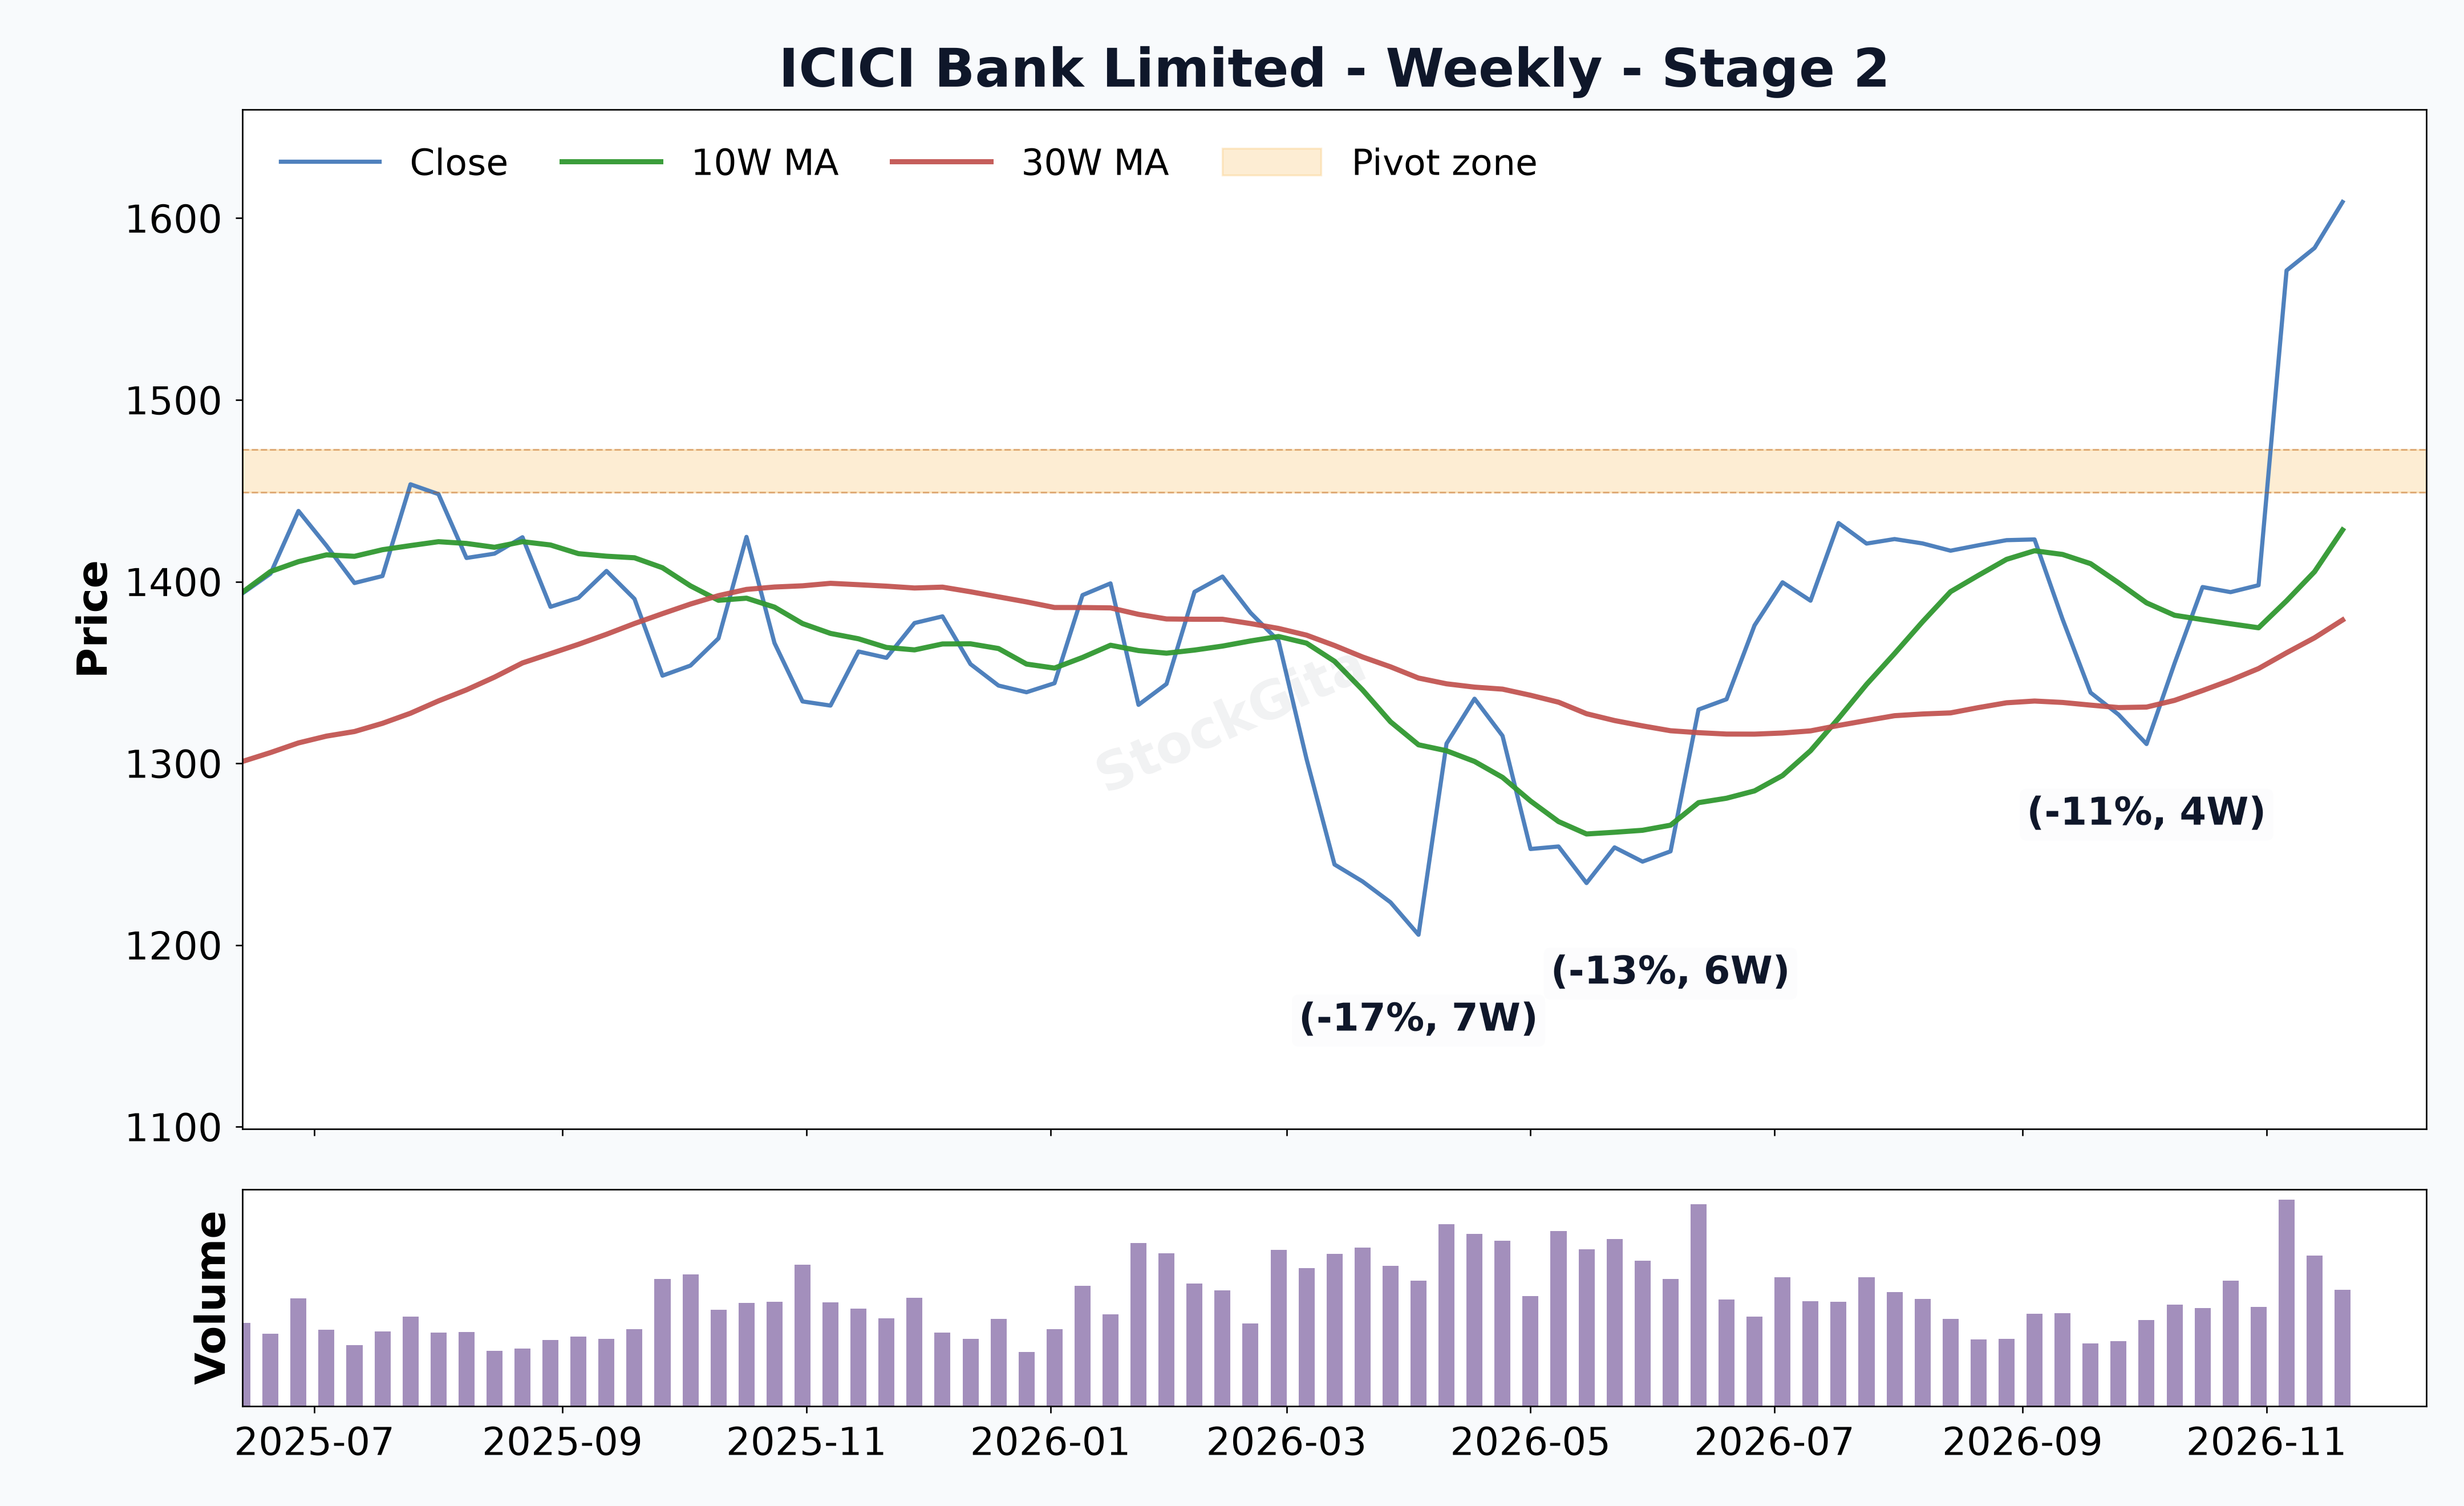 ICICI Bank Limited - Weekly - Stage 2
Close 10W MA 30W MA Pivot zone
1600
1500
1400
1300
1200
1100
Price
StockGita
(-11%, 4W)
(-13%, 6W)
(-17%, 7W)
Volume
2025-07 2025-09 2025-11 2026-01 2026-03 2026-05 2026-07 2026-09 2026-11